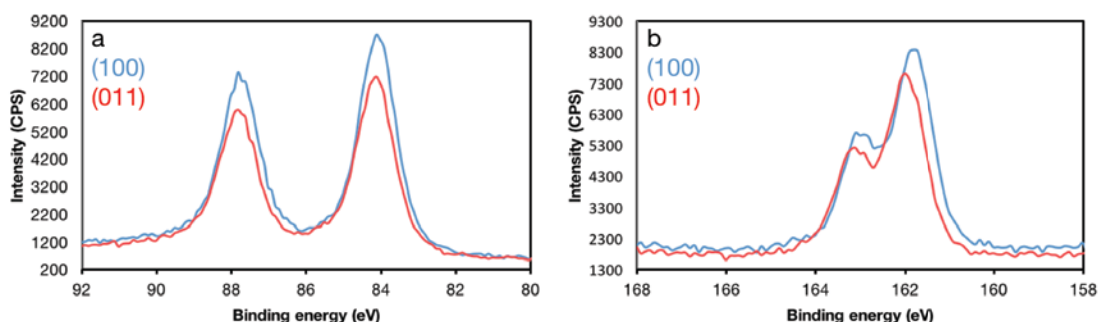 a
(100)
(011)
9200
8200
7200
6200
5200
4200
3200
2200
1200
200
Intensity (CPS)
92 90 88 86 84 82 80
Binding energy (eV)
b
(100)
(011)
9300
8300
7300
6300
5300
4300
3300
2300
1300
Intensity (CPS)
168 166 164 162 160 158
Binding energy (eV)